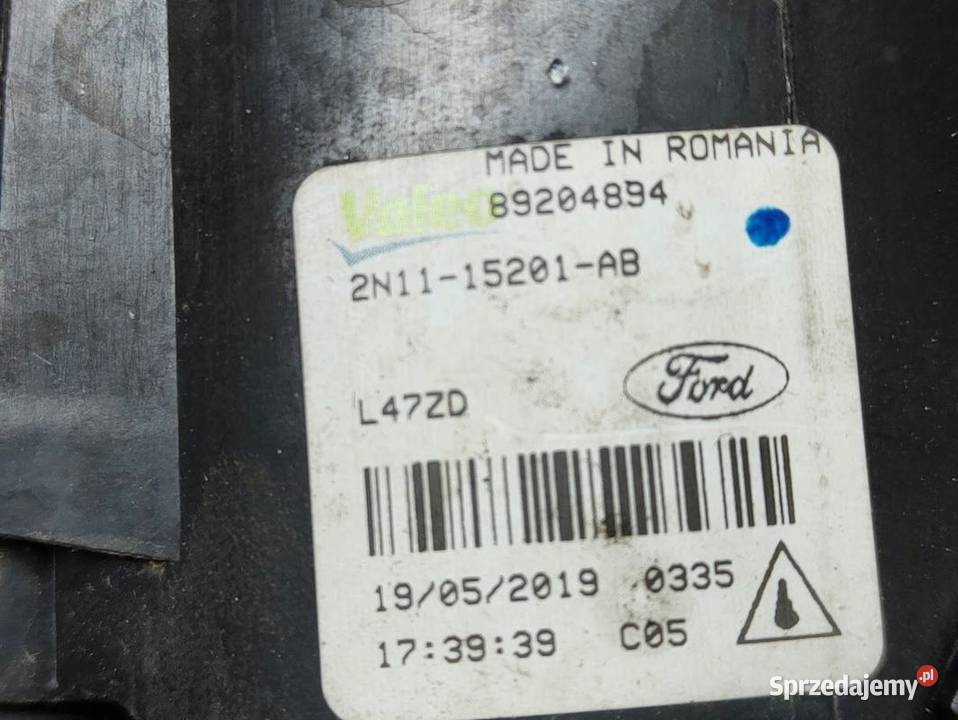 MADE IN ROMANIA
Valeo 89204894
2N11-15201-AB
Ford
L47ZD
19/05/2019 0335
17:39:39 C05
Sprzedajemy.pl